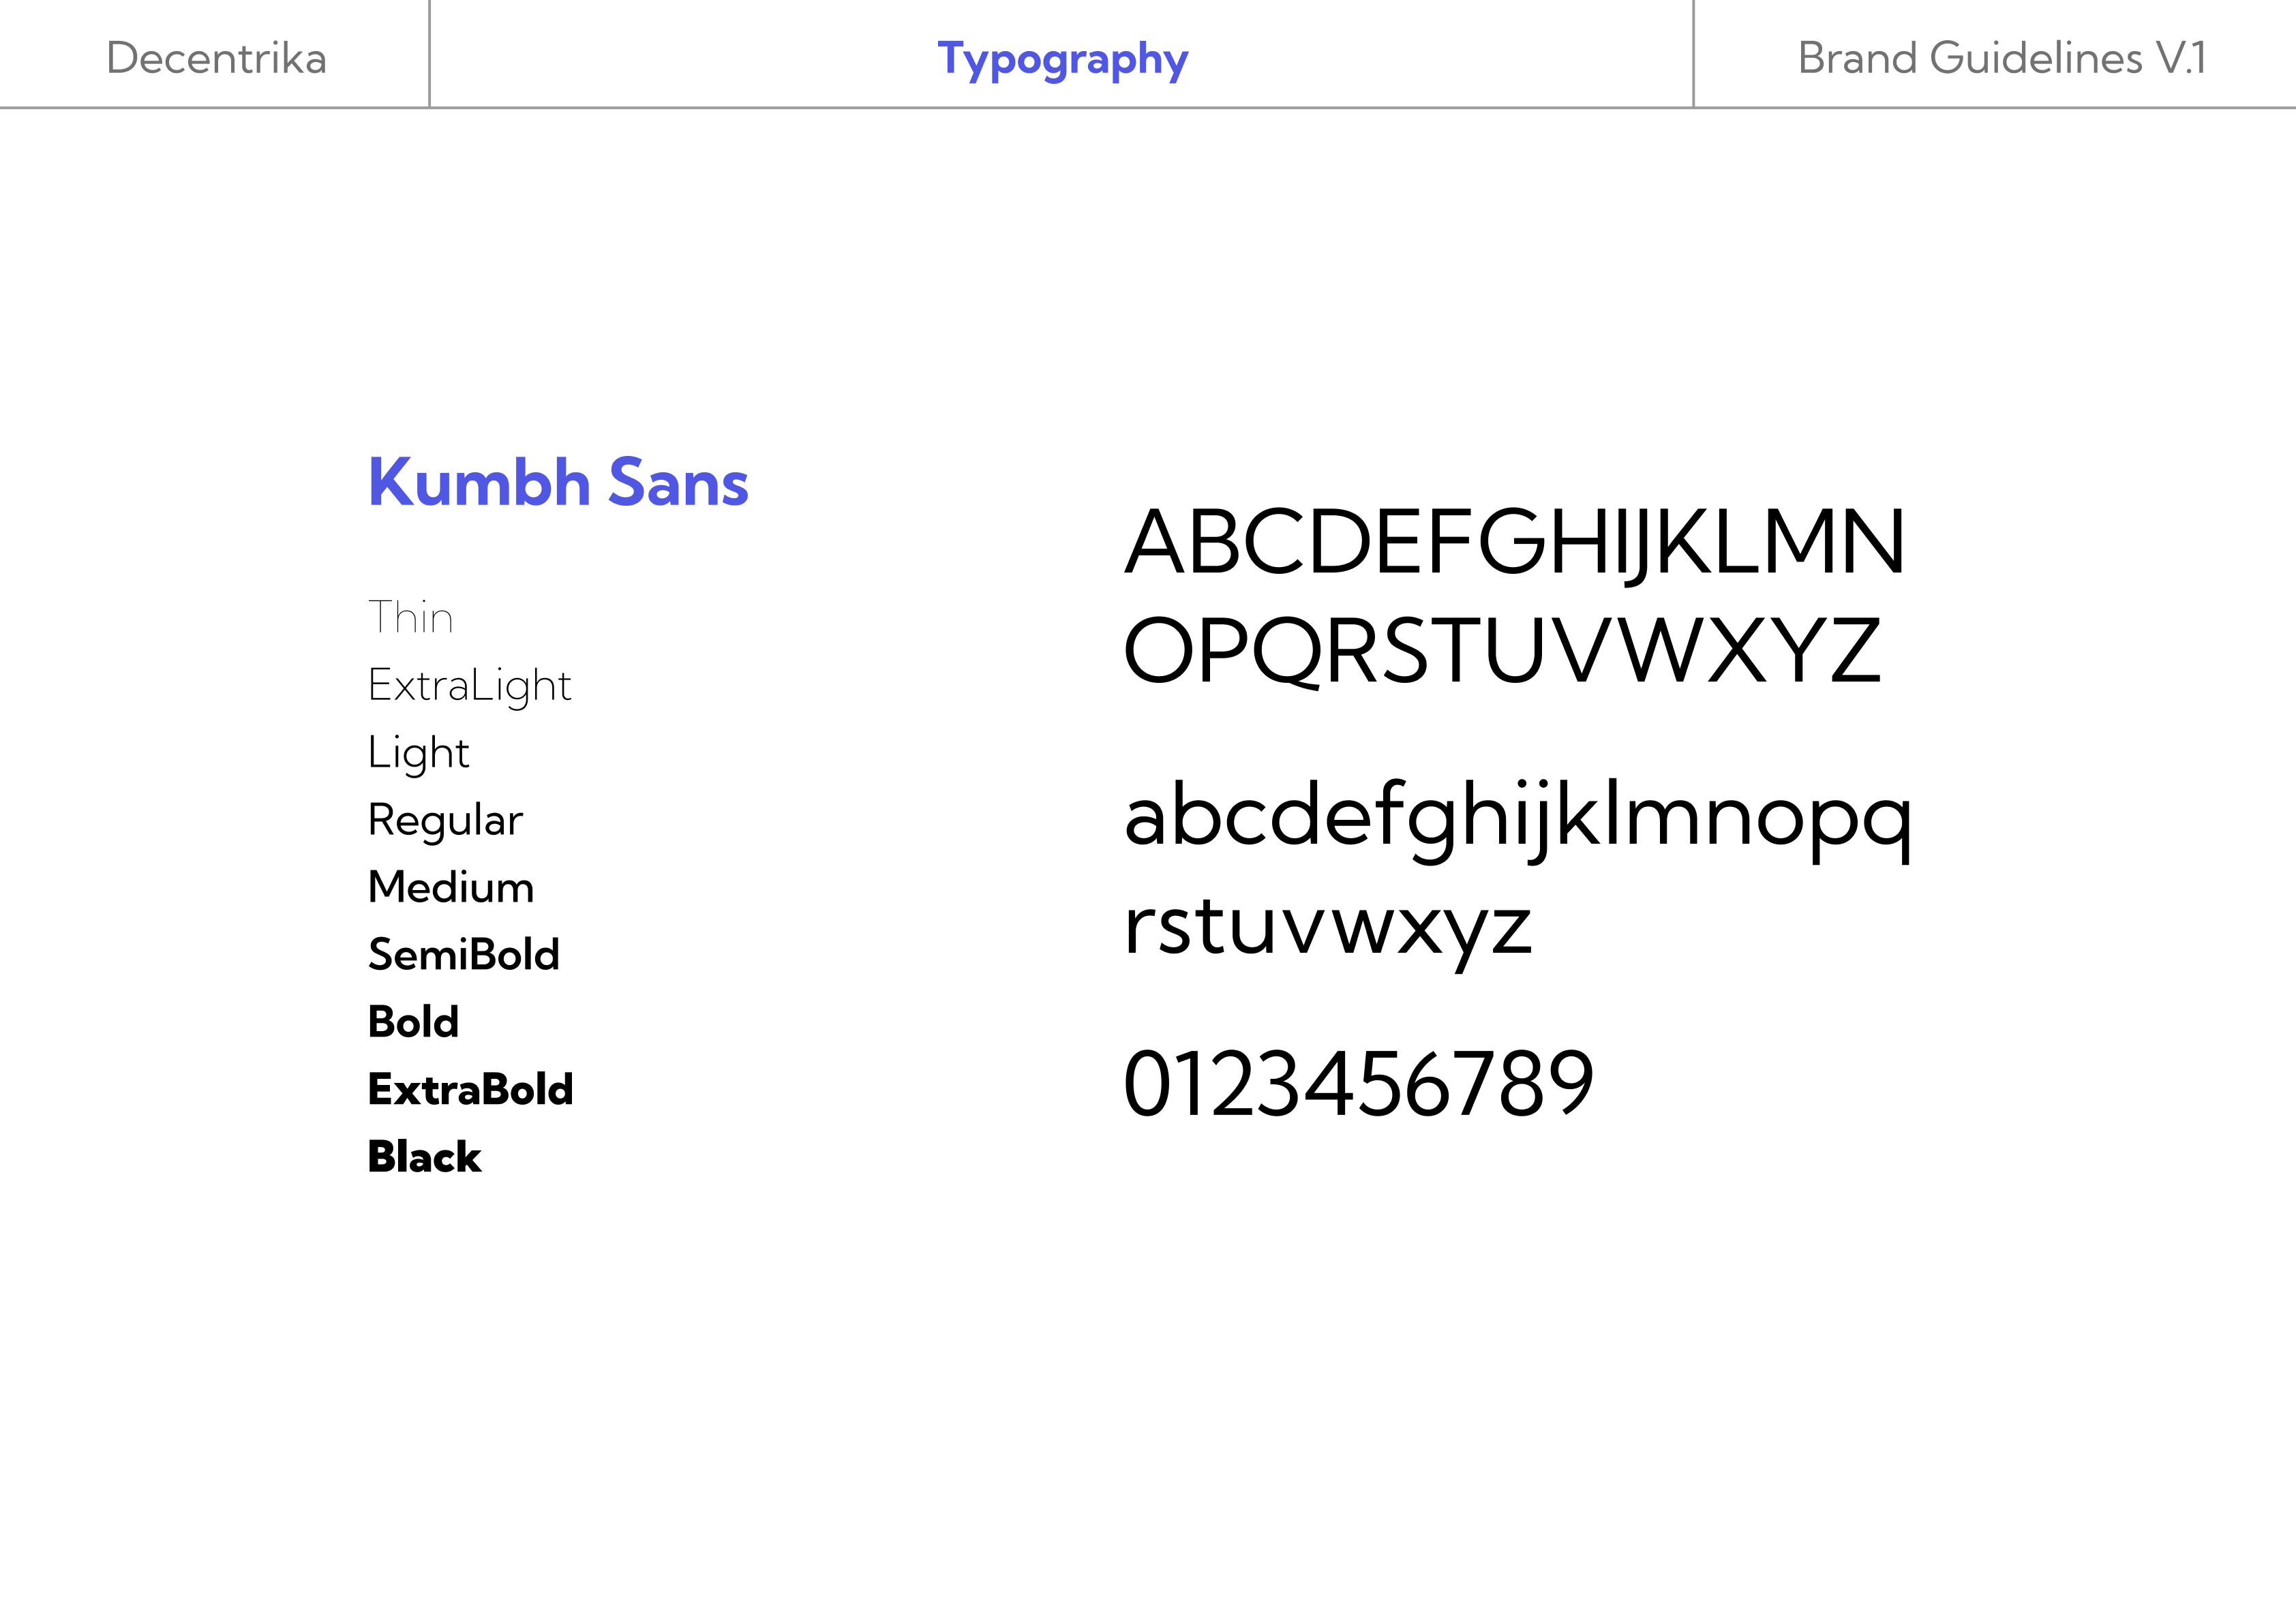 Decentrika
Typography
Brand Guidelines V.1
Kumbh Sans
Thin
ExtraLight
Light
Regular
Medium
SemiBold
Bold
ExtraBold
Black
ABCDEFGHIJKLMN
OPQRSTUVWXYZ
abcdefghijklmnopq
rstuvwxyz
0123456789